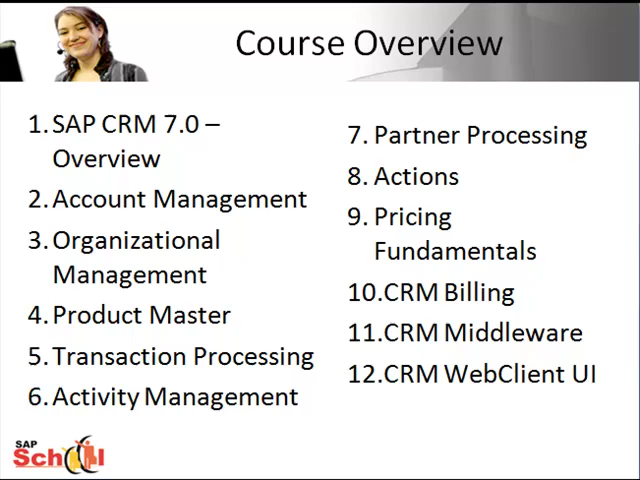 Course Overview
1. SAP CRM 7.0 –
Overview
2. Account Management
3. Organizational
Management
4. Product Master
5. Transaction Processing
6. Activity Management
7. Partner Processing
8. Actions
9. Pricing
Fundamentals
10.CRM Billing
11.CRM Middleware
12.CRM WebClient UI
SAP
School